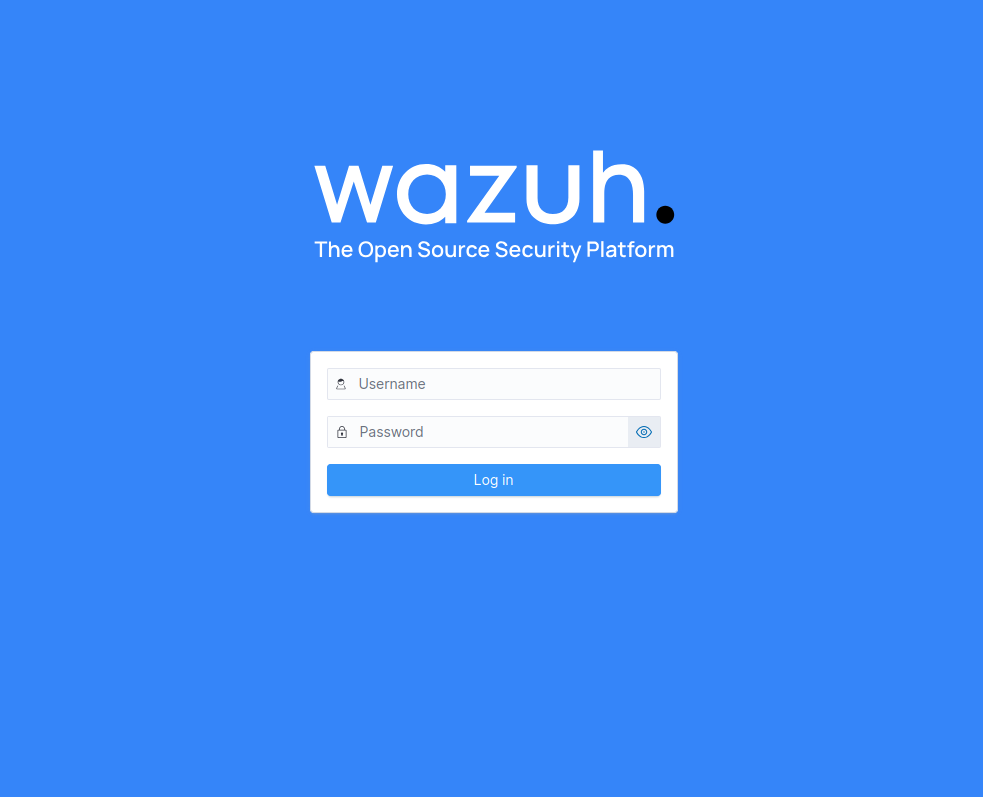 wazuh.
The Open Source Security Platform
Username
Password
Log in